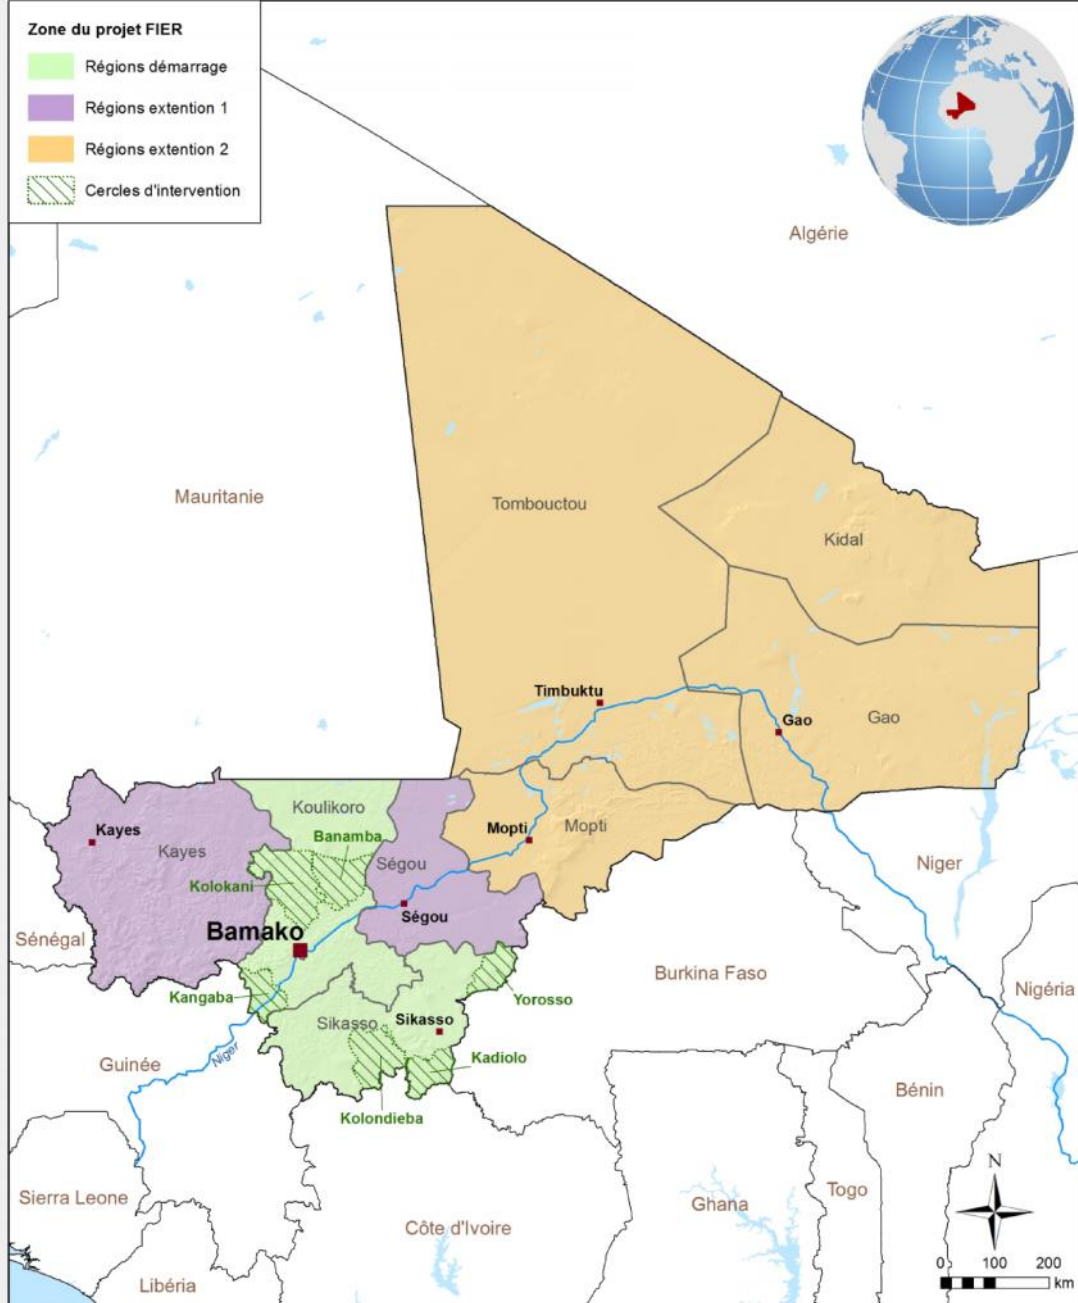 Zone du projet FIER
Régions démarrage
Régions extention 1
Régions extention 2
Cercles d'intervention
Algérie
Mauritanie
Tombouctou
Kidal
Timbuktu
Gao
Gao
Koulikoro
Kayes
Kayes
Banamba
Mopti
Mopti
Ségou
Kolokani
Niger
Ségou
Bamako
Sénégal
Burkina Faso
Nigéria
Kangaba
Yorosso
Sikasso
Sikasso
Niger
Guinée
Kadiolo
Bénin
Kolondieba
N
Sierra Leone
Togo
Ghana
Côte d'Ivoire
0 100 200
km
Libéria